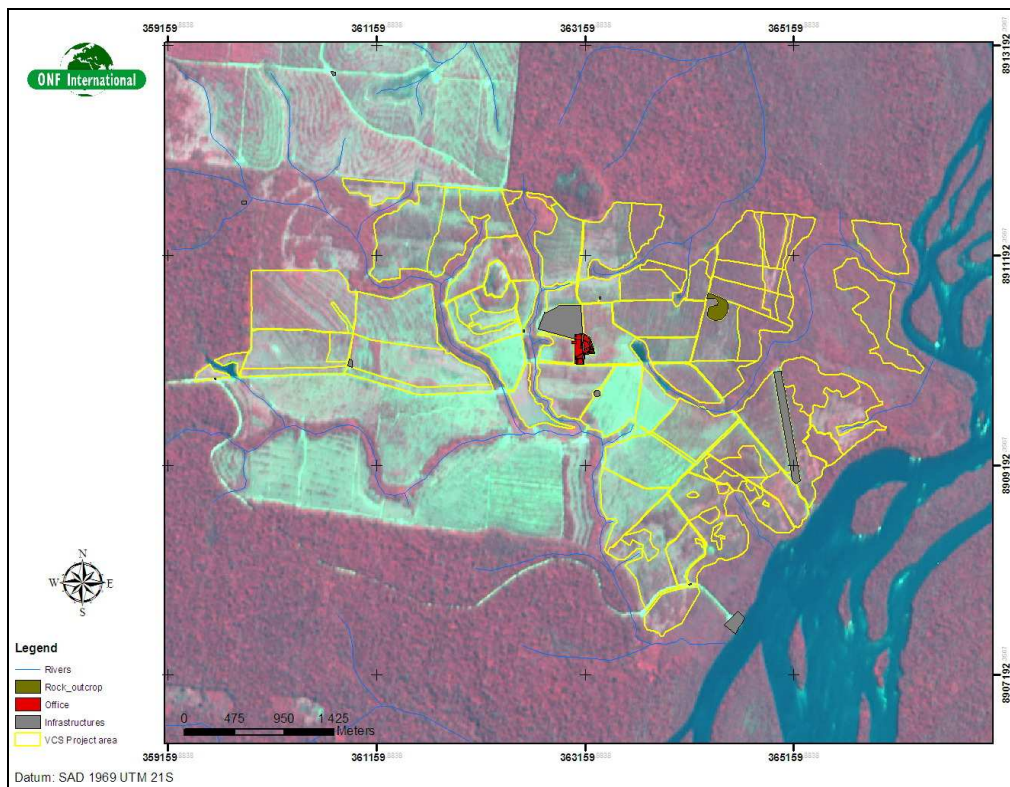 359159 361159 363159 365159
ONF International
8913192
8911192
8909192
8907192
N
W E
S
Legend
Rivers
Rock_outcrop
Office
Infrastructures
VCS Project area
0 475 950 1 425
Meters
359159 361159 363159 365159
Datum: SAD 1969 UTM 21S